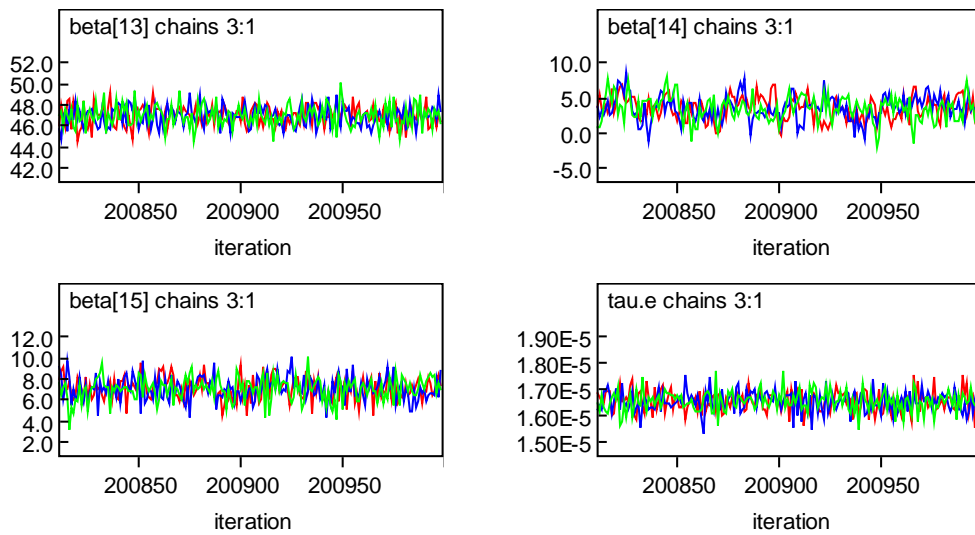 beta[13] chains 3:1
52.0
50.0
48.0
46.0
44.0
42.0
200850 200900 200950
iteration
beta[14] chains 3:1
10.0
5.0
0.0
-5.0
200850 200900 200950
iteration
beta[15] chains 3:1
12.0
10.0
8.0
6.0
4.0
2.0
200850 200900 200950
iteration
tau.e chains 3:1
1.90E-5
1.80E-5
1.70E-5
1.60E-5
1.50E-5
200850 200900 200950
iteration